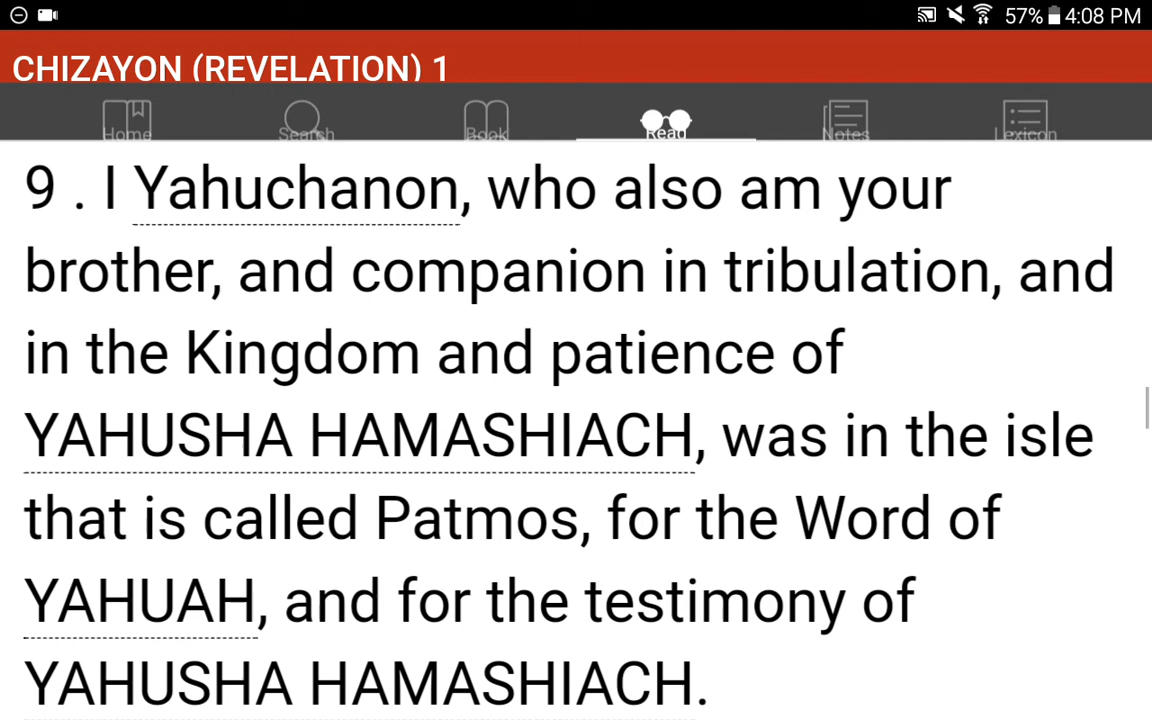 57% 4:08 PM
CHIZAYON (REVELATION) 1
Home Search Book Read Notes Lexicon
9 . I Yahuchanon, who also am your
brother, and companion in tribulation, and
in the Kingdom and patience of
YAHUSHA HAMASHIACH, was in the isle
that is called Patmos, for the Word of
YAHUAH, and for the testimony of
YAHUSHA HAMASHIACH.